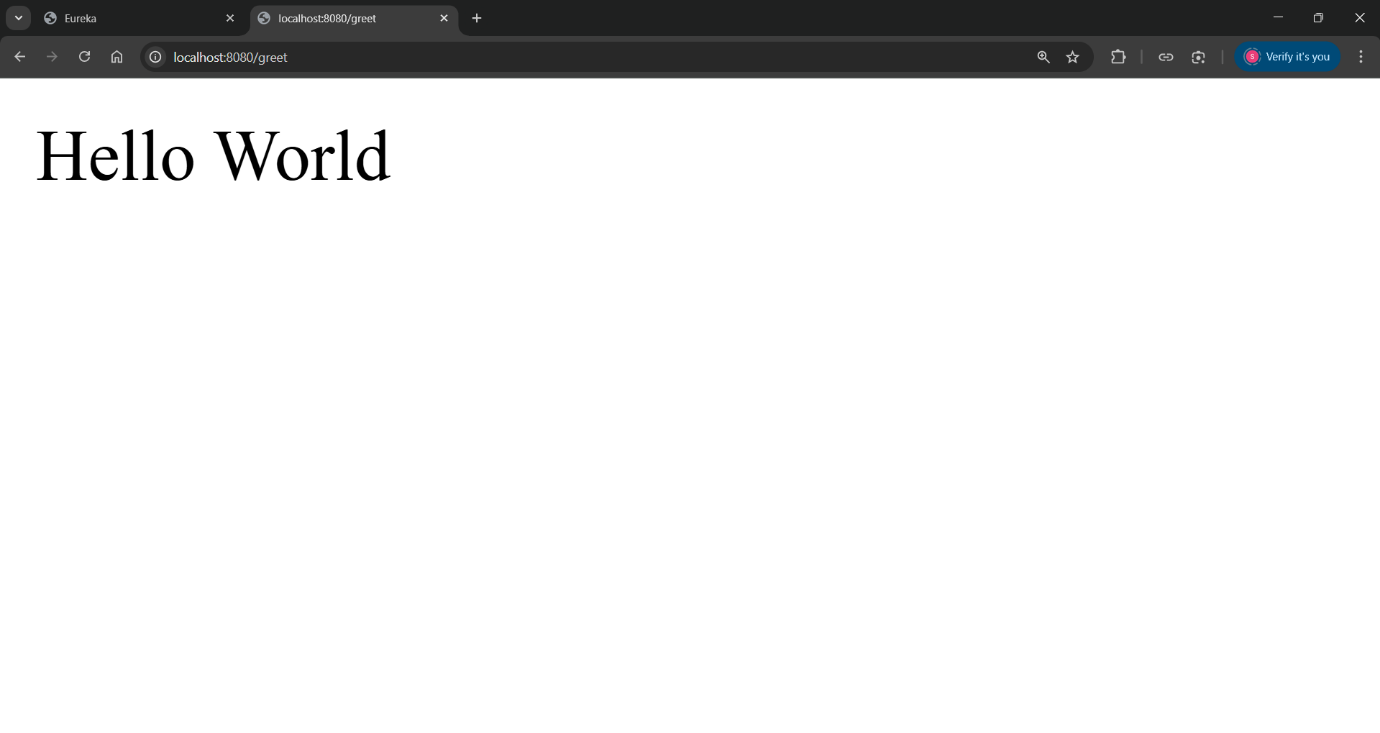 Eureka
localhost:8080/greet
localhost:8080/greet
S
Verify it's you
Hello World